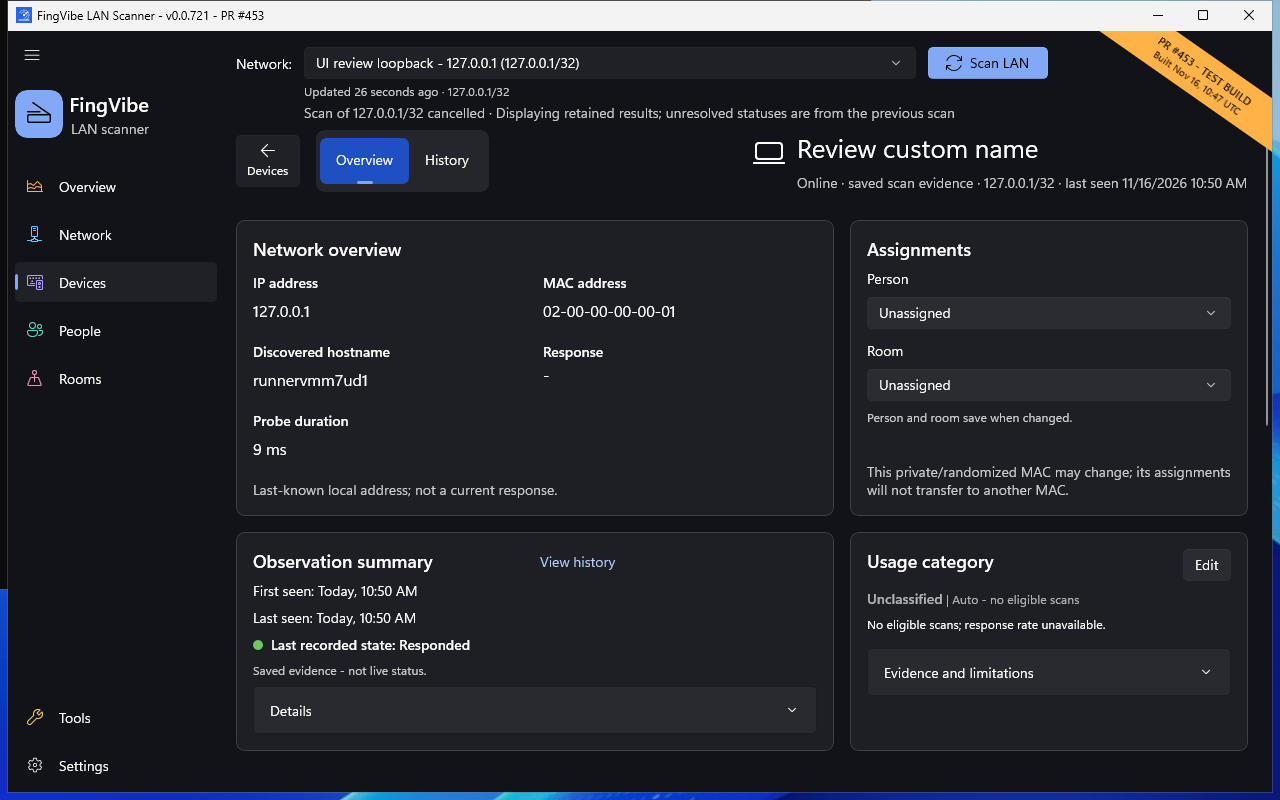 FingVibe LAN Scanner - v0.0.721 - PR #453
Network:
UI review loopback - 127.0.0.1 (127.0.0.1/32)
Scan LAN
PR #453 - TEST BUILD
Built Nov 16, 10:47 UTC
Updated 26 seconds ago · 127.0.0.1/32
Scan of 127.0.0.1/32 cancelled · Displaying retained results; unresolved statuses are from the previous scan
FingVibe
LAN scanner
Overview
Network
Devices
People
Rooms
Tools
Settings
Devices
Overview
History
Review custom name
Online · saved scan evidence · 127.0.0.1/32 · last seen 11/16/2026 10:50 AM
Network overview
IP address
127.0.0.1
MAC address
02-00-00-00-00-01
Discovered hostname
runnervmm7ud1
Response
-
Probe duration
9 ms
Last-known local address; not a current response.
Assignments
Person
Unassigned
Room
Unassigned
Person and room save when changed.
This private/randomized MAC may change; its assignments
will not transfer to another MAC.
Observation summary
View history
First seen: Today, 10:50 AM
Last seen: Today, 10:50 AM
Last recorded state: Responded
Saved evidence - not live status.
Details
Usage category
Edit
Unclassified | Auto - no eligible scans
No eligible scans; response rate unavailable.
Evidence and limitations